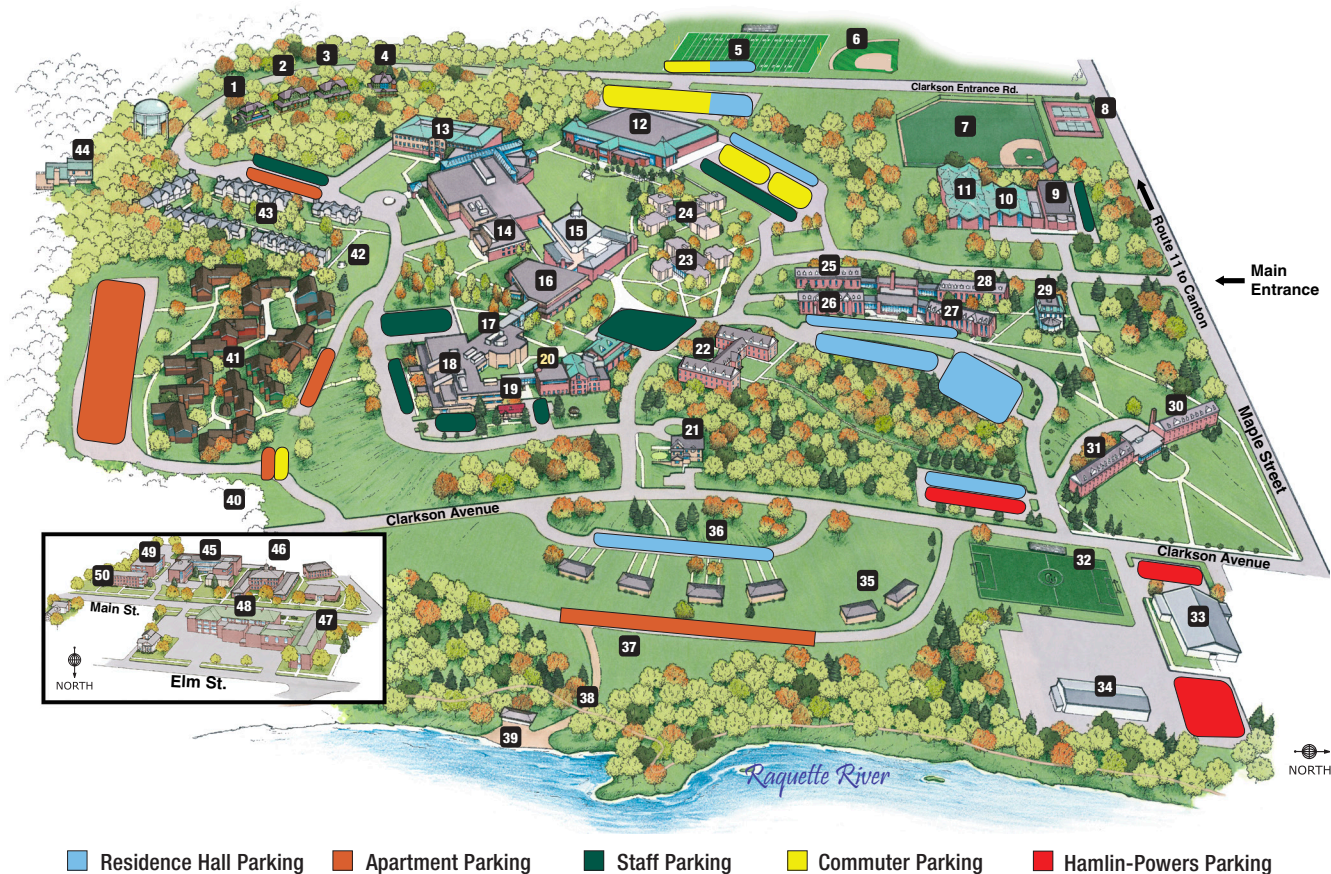 1
2
3
4
5
6
Clarkson Entrance Rd.
7
8
12
13
44
11
10
9
Route 11 to Canton
43
24
14
15
42
23
25
28
29
Main
Entrance
16
26
27
17
22
41
18
20
19
30
21
31
Maple Street
40
Clarkson Avenue
36
32
Clarkson Avenue
49
45
46
50
35
Main St.
48
47
33
37
NORTH
Elm St.
34
38
39
NORTH
Raquette River
Residence Hall Parking
Apartment Parking
Staff Parking
Commuter Parking
Hamlin-Powers Parking